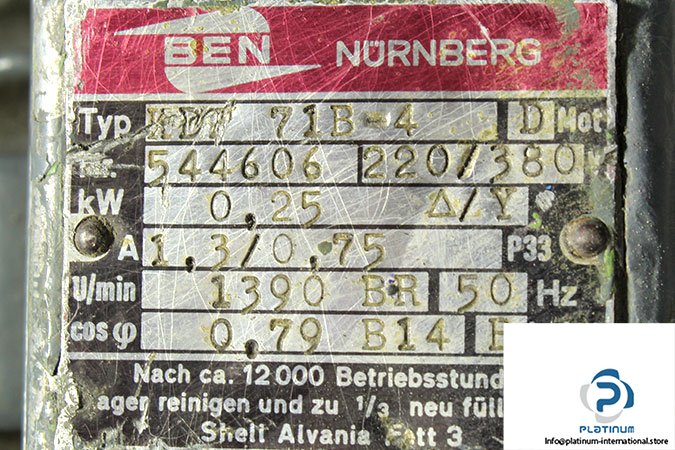 BEN NÜRNBERG
Typ 71B-4 D Mot
Nr. 544606 220/380 V
kW 0,25 Δ/Y
A 1,3/0,75 P33
U/min 1390 BR 50 Hz
cos φ 0,79 B14
Nach ca. 12000 Betriebsstund
ager reinigen und zu 1/3 neu füll
Shell Alvania Fett 3
PLATINUM
info@platinum-international.store